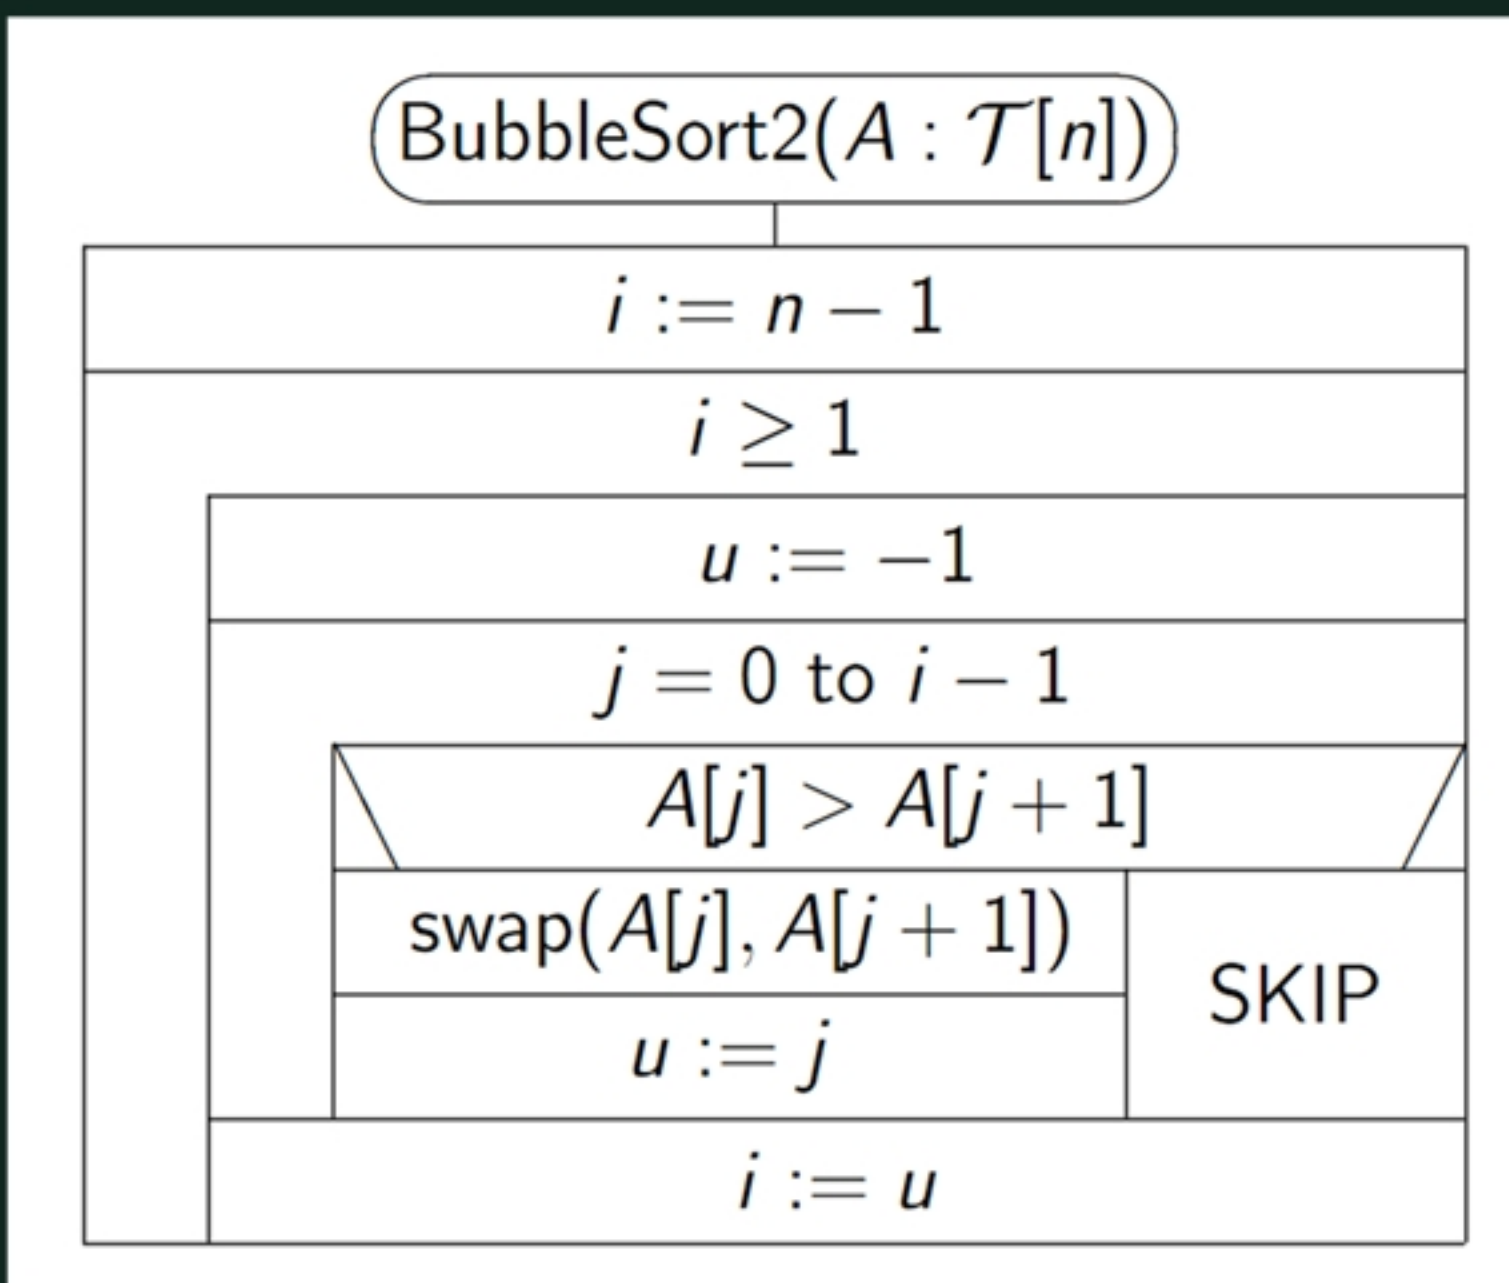 BubbleSort2(A : 𝒯[n])
i := n − 1
i ≥ 1
u := −1
j = 0 to i − 1
A[j] > A[j + 1]
swap(A[j], A[j + 1])
SKIP
u := j
i := u